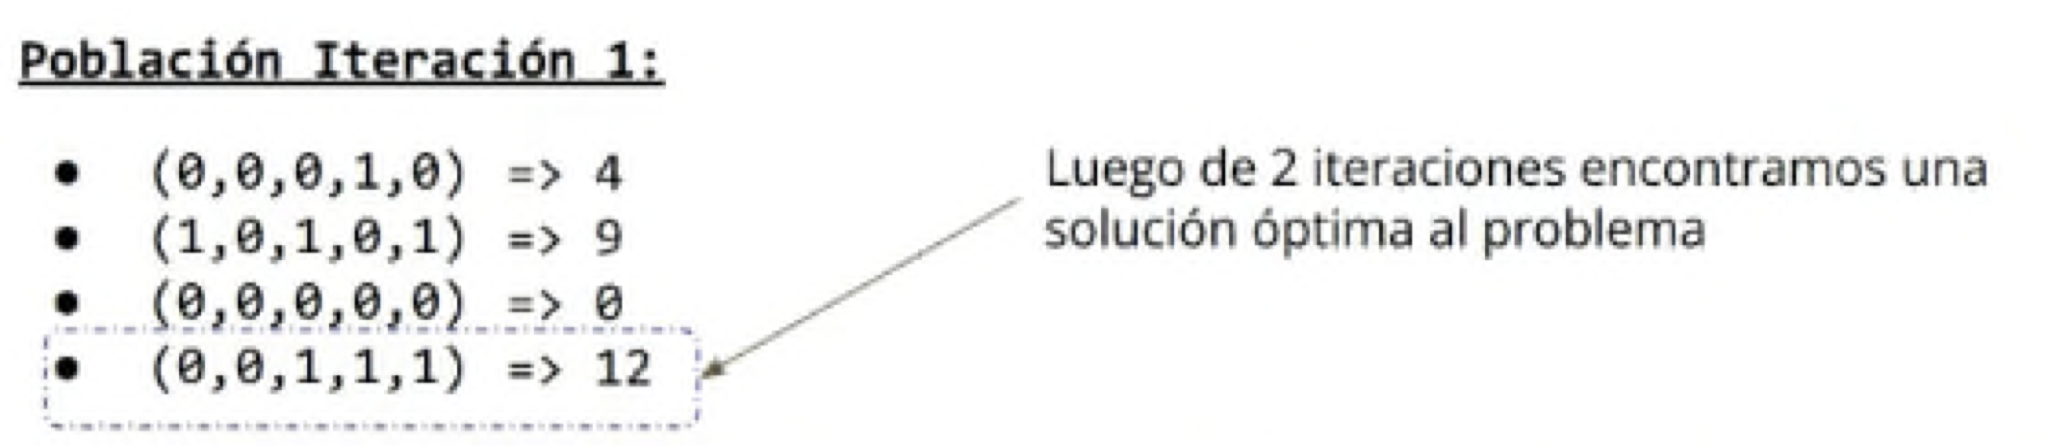 Población Iteración 1:
● (0,0,0,1,0) => 4
● (1,0,1,0,1) => 9
● (0,0,0,0,0) => 0
● (0,0,1,1,1) => 12
Luego de 2 iteraciones encontramos una
solución óptima al problema